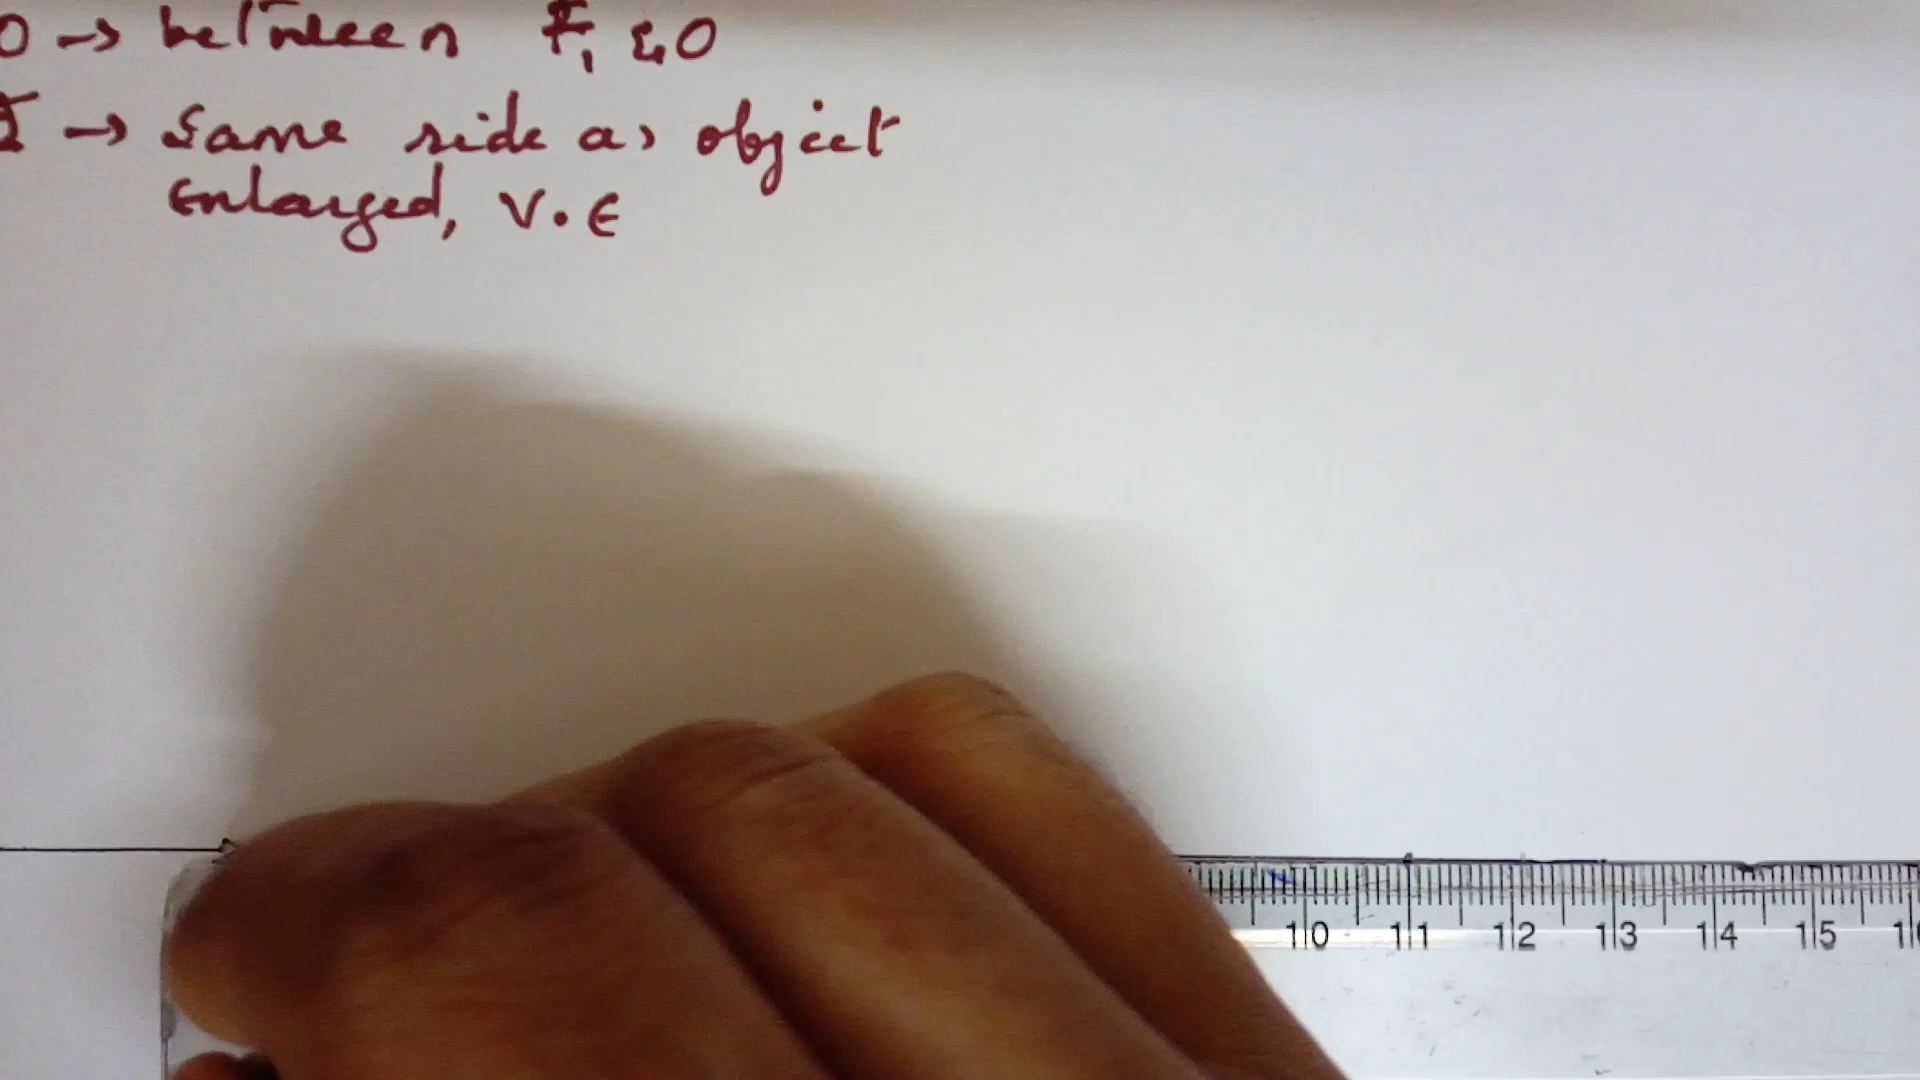 O → between F₁ & O
I → Same side as object
Enlarged, V. E
10 11 12 13 14 15